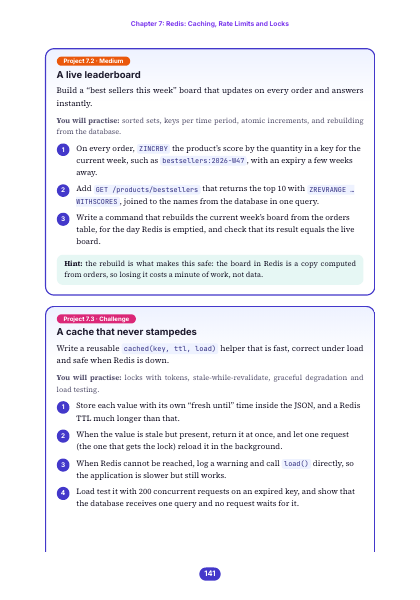 Chapter 7: Redis: Caching, Rate Limits and Locks
Project 7.2 · Medium
A live leaderboard
Build a “best sellers this week” board that updates on every order and answers
instantly.
You will practise: sorted sets, keys per time period, atomic increments, and rebuilding
from the database.
1 On every order, ZINCRBY the product’s score by the quantity in a key for the
current week, such as bestsellers:2026-W47, with an expiry a few weeks
away.
2 Add GET /products/bestsellers that returns the top 10 with ZREVRANGE …
WITHSCORES, joined to the names from the database in one query.
3 Write a command that rebuilds the current week’s board from the orders
table, for the day Redis is emptied, and check that its result equals the live
board.
Hint: the rebuild is what makes this safe: the board in Redis is a copy computed
from orders, so losing it costs a minute of work, not data.
Project 7.3 · Challenge
A cache that never stampedes
Write a reusable cached(key, ttl, load) helper that is fast, correct under load
and safe when Redis is down.
You will practise: locks with tokens, stale-while-revalidate, graceful degradation and
load testing.
1 Store each value with its own “fresh until” time inside the JSON, and a Redis
TTL much longer than that.
2 When the value is stale but present, return it at once, and let one request
(the one that gets the lock) reload it in the background.
3 When Redis cannot be reached, log a warning and call load() directly, so
the application is slower but still works.
4 Load test it with 200 concurrent requests on an expired key, and show that
the database receives one query and no request waits for it.
141